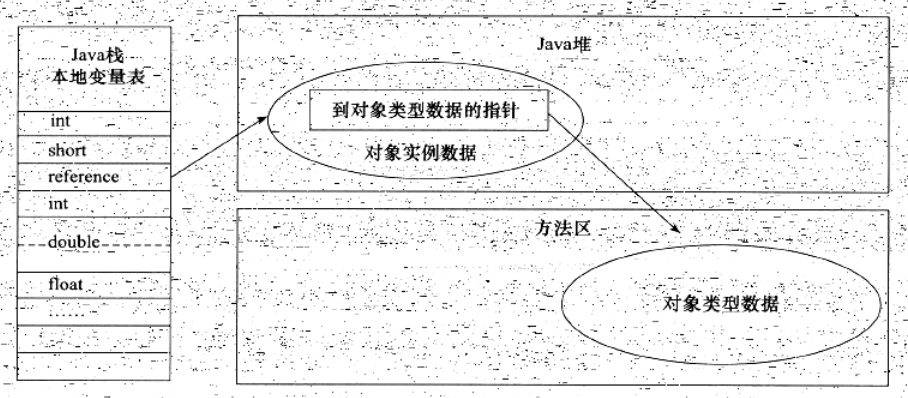 Java栈
本地变量表
int
short
reference
int
double
float
......
Java堆
到对象类型数据的指针
对象实例数据
方法区
对象类型数据